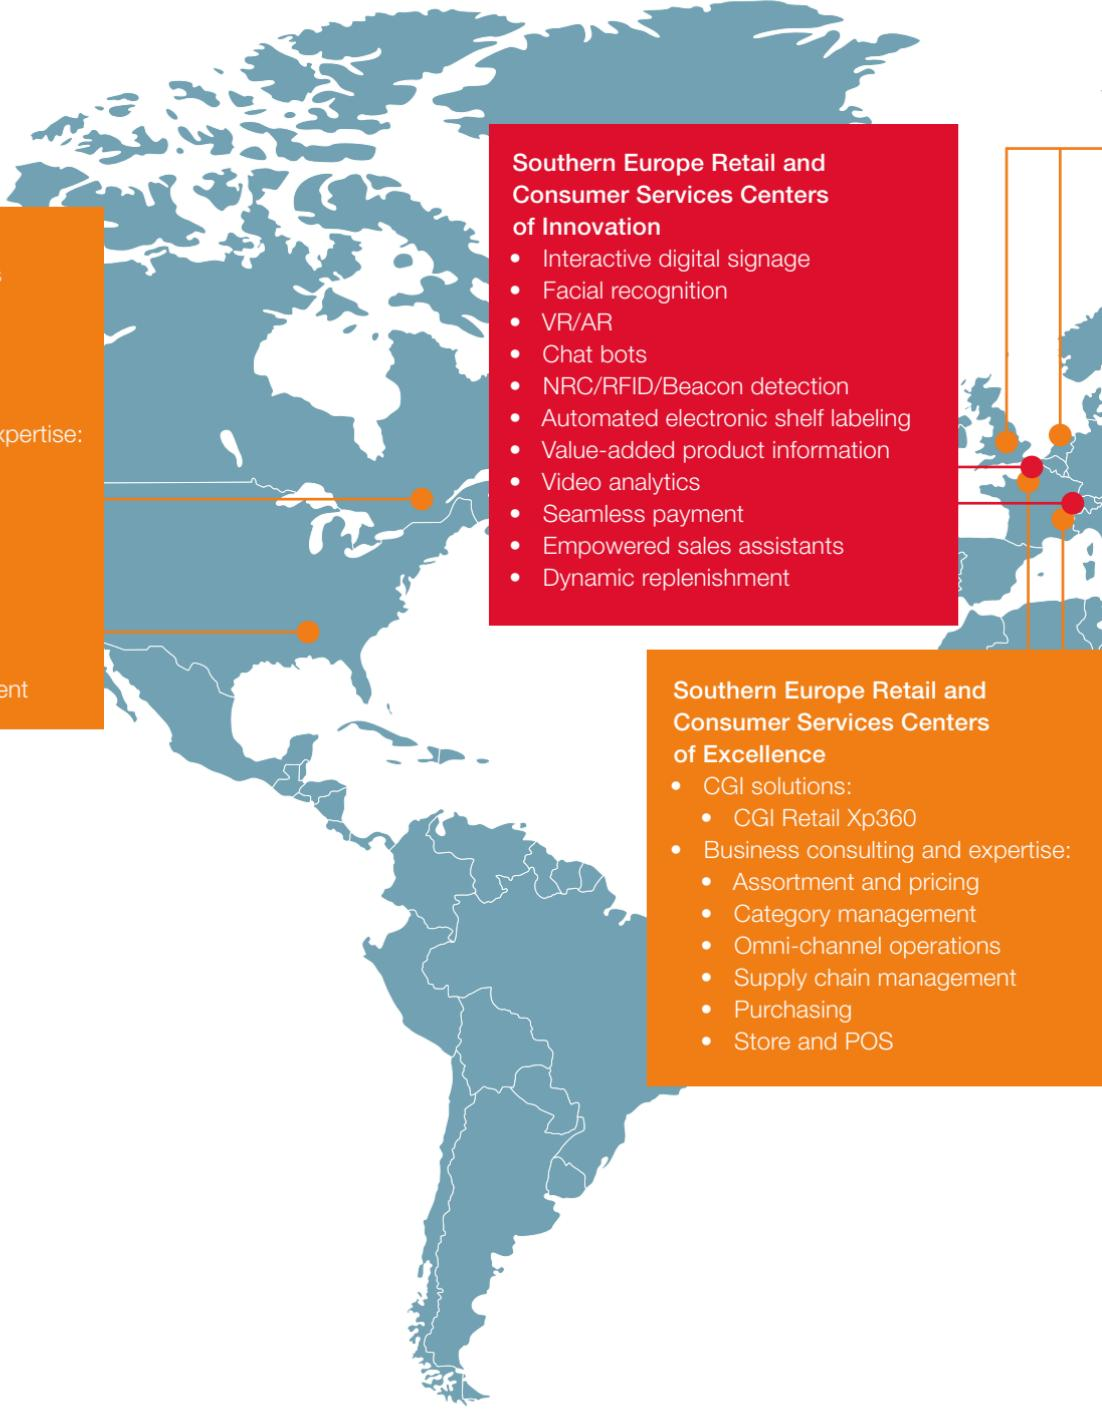 Southern Europe Retail and
Consumer Services Centers
of Innovation
• Interactive digital signage
• Facial recognition
• VR/AR
• Chat bots
• NRC/RFID/Beacon detection
• Automated electronic shelf labeling
• Value-added product information
• Video analytics
• Seamless payment
• Empowered sales assistants
• Dynamic replenishment
Southern Europe Retail and
Consumer Services Centers
of Excellence
• CGI solutions:
• CGI Retail Xp360
• Business consulting and expertise:
• Assortment and pricing
• Category management
• Omni-channel operations
• Supply chain management
• Purchasing
• Store and POS